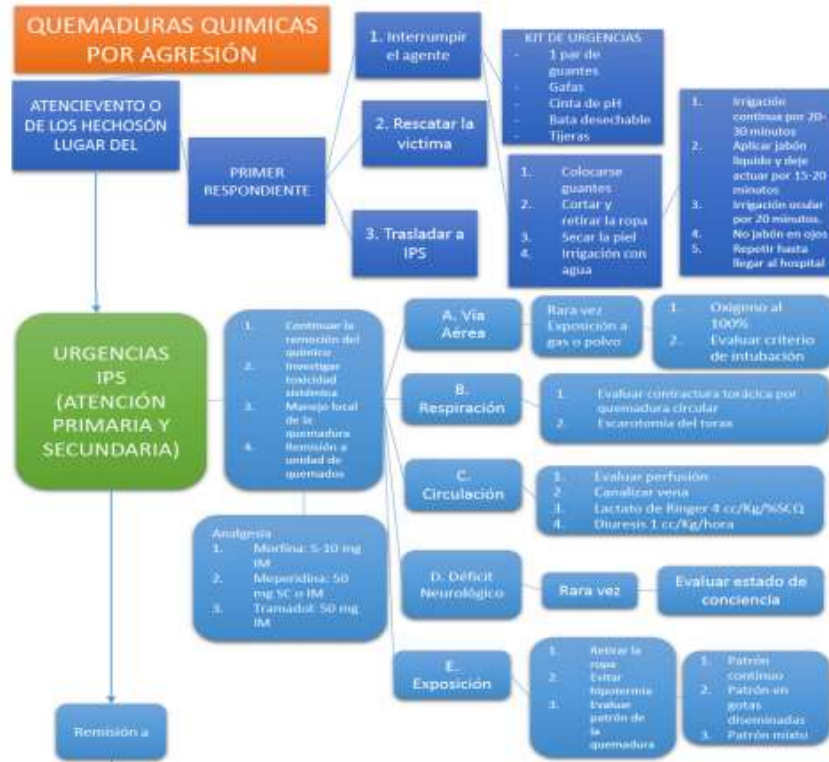 QUEMADURAS QUIMICAS
POR AGRESIÓN
ATENCIEVENTO O
DE LOS HECHOSÓN
LUGAR DEL
PRIMER
RESPONDIENTE
1. Interrumpir
el agente
2. Rescatar la
victima
3. Trasladar a
IPS
KIT DE URGENCIAS
- 1 par de
guantes
- Gafas
- Cinta de pH
- Bata desechable
- Tijeras
1. Colocarse
guantes
2. Cortar y
retirar la ropa
3. Secar la piel
4. Irrigación con
agua
1. Irrigación
continua por 20-
30 minutos
2. Aplicar jabón
liquido y deje
actuar por 15-20
minutos
3. Irrigación ocular
por 20 minutos.
4. No jabón en ojos
5. Repetir hasta
llegar al hospital
URGENCIAS
IPS
(ATENCIÓN
PRIMARIA Y
SECUNDARIA)
1. Continuar la
remoción del
químico
2. Investigar
toxicidad
sistémica
3. Manejo local
de la
quemadura
4. Remisión a
unidad de
quemados
Analgesia
1. Morfina: 5-10 mg
IM
2. Meperidina: 50
mg SC o IM
3. Tramadol: 50 mg
IM
A. Vía
Aérea
Rara vez
Exposición a
gas o polvo
1. Oxigeno al
100%
2. Evaluar criterio
de intubación
B.
Respiración
1. Evaluar contractura torácica por
quemadura circular
2. Escarotomía del torax
C.
Circulación
1. Evaluar perfusión
2. Canalizar vena
3. Lactato de Ringer 4 cc/Kg/%SCQ
4. Diuresis 1 cc/Kg/hora
D. Déficit
Neurológico
Rara vez
Evaluar estado de
conciencia
E.
Exposición
1. Retirar la
ropa
2. Evitar
hipotermia
3. Evaluar
patrón de
la
quemadura
1. Patrón
continuo
2. Patrón en
gotas
diseminadas
3. Patrón mixto
Remisión a